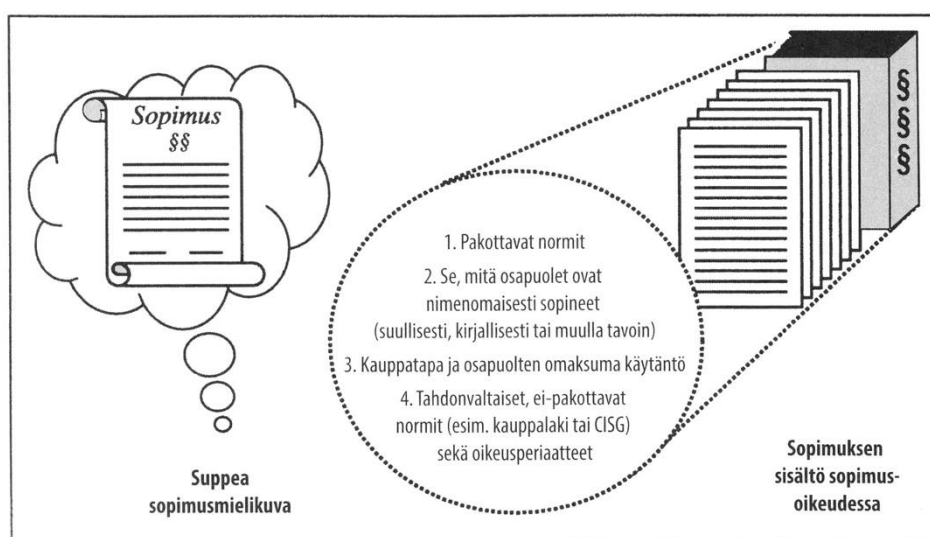 Sopimus
§§
§
§
§
1. Pakottavat normit
2. Se, mitä osapuolet ovat
nimenomaisesti sopineet
(suullisesti, kirjallisesti tai muulla tavoin)
3. Kauppatapa ja osapuolten omaksuma käytäntö
4. Tahdonvaltaiset, ei-pakottavat
normit (esim. kauppalaki tai CISG)
sekä oikeusperiaatteet
Suppea
sopimusmielikuva
Sopimuksen
sisältö sopimus-
oikeudessa